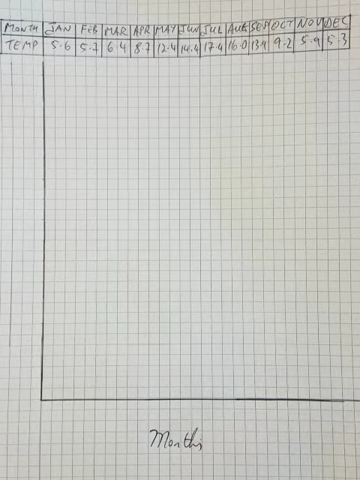 MONTH JAN FEB MAR APR MAY JUN JUL AUG SEP OCT NOV DEC
TEMP 5.6 5.7 6.4 8.7 12.4 14.4 17.4 16.0 13.9 9.2 5.9 5.3
Months